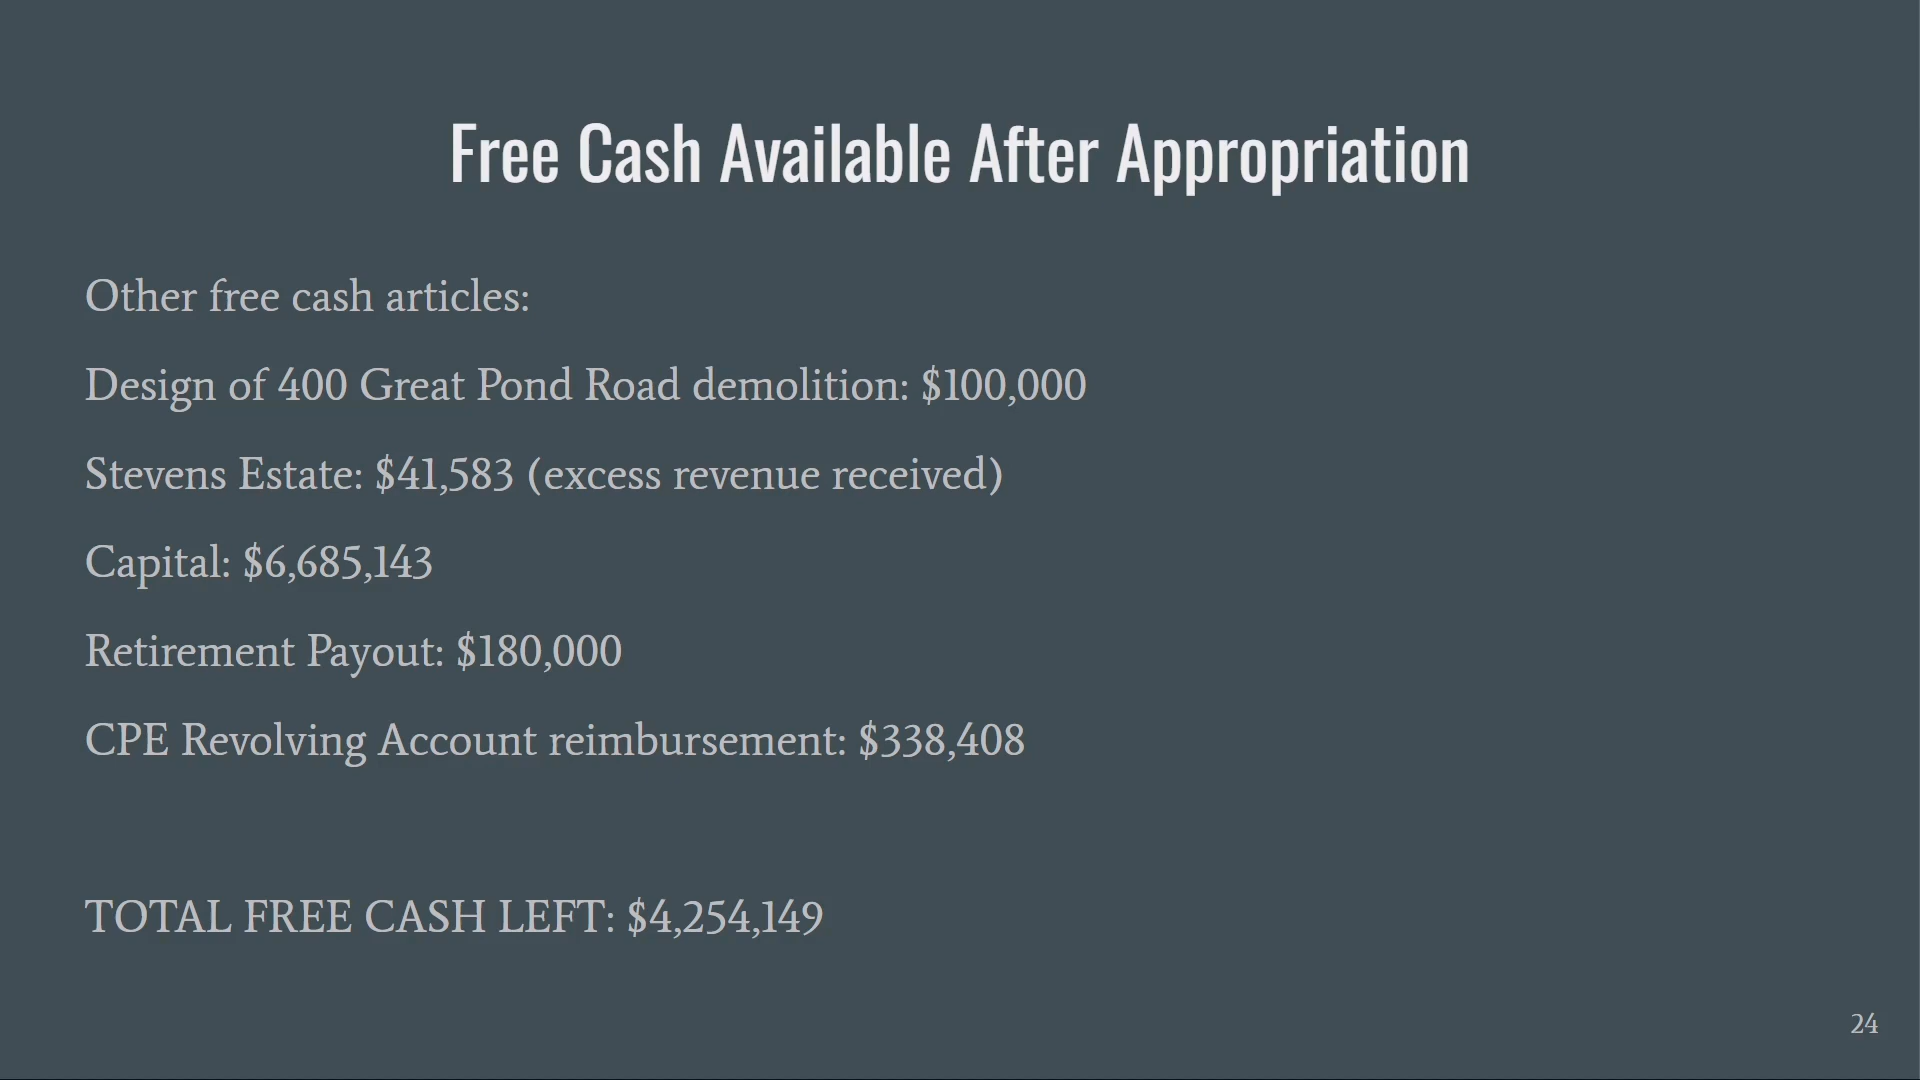 Free Cash Available After Appropriation
Other free cash articles:
Design of 400 Great Pond Road demolition: $100,000
Stevens Estate: $41,583 (excess revenue received)
Capital: $6,685,143
Retirement Payout: $180,000
CPE Revolving Account reimbursement: $338,408
TOTAL FREE CASH LEFT: $4,254,149
24